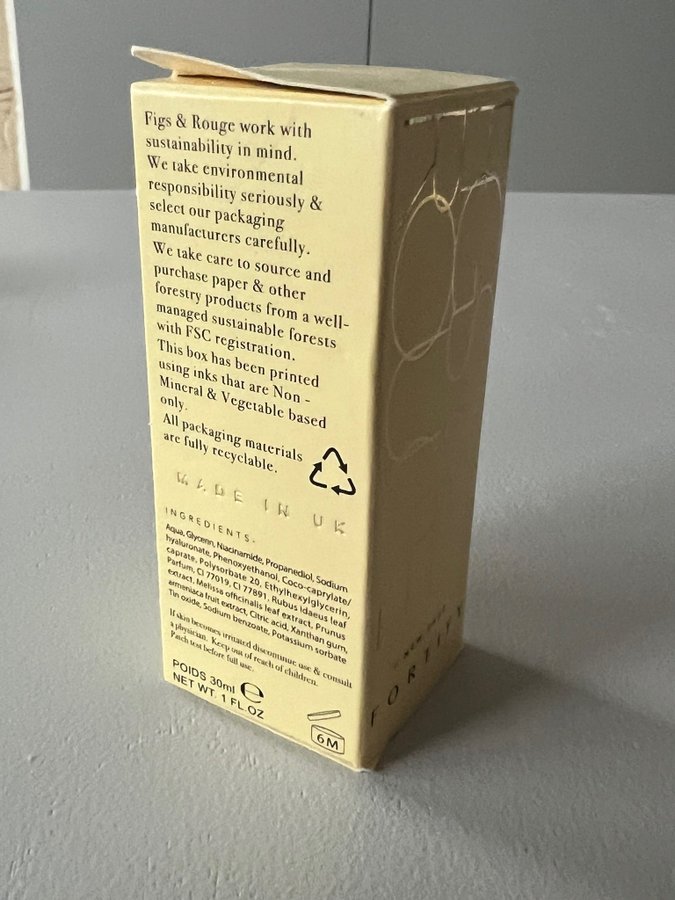 Figs & Rouge work with
sustainability in mind.
We take environmental
responsibility seriously &
select our packaging
manufacturers carefully.
We take care to source and
purchase paper & other
forestry products from a well-
managed sustainable forests
with FSC registration.
This box has been printed
using inks that are Non -
Mineral & Vegetable based
only.
All packaging materials
are fully recyclable.
MADE IN UK
INGREDIENTS.
Aqua, Glycerin, Niacinamide, Propanediol, Sodium
hyaluronate, Phenoxyethanol, Coco-caprylate/
caprate, Polysorbate 20, Ethylhexylglycerin,
Parfum, CI 77019, CI 77891, Rubus Idaeus leaf
extract, Melissa officinalis leaf extract, Prunus
armeniaca fruit extract, Citric acid, Xanthan gum,
Tin oxide, Sodium benzoate, Potassium sorbate
If skin becomes irritated discontinue use & consult
a physician. Keep out of reach of children.
Patch test before full use.
POIDS 30ml e
NET WT. 1 FL.OZ
6M
FORTIFY